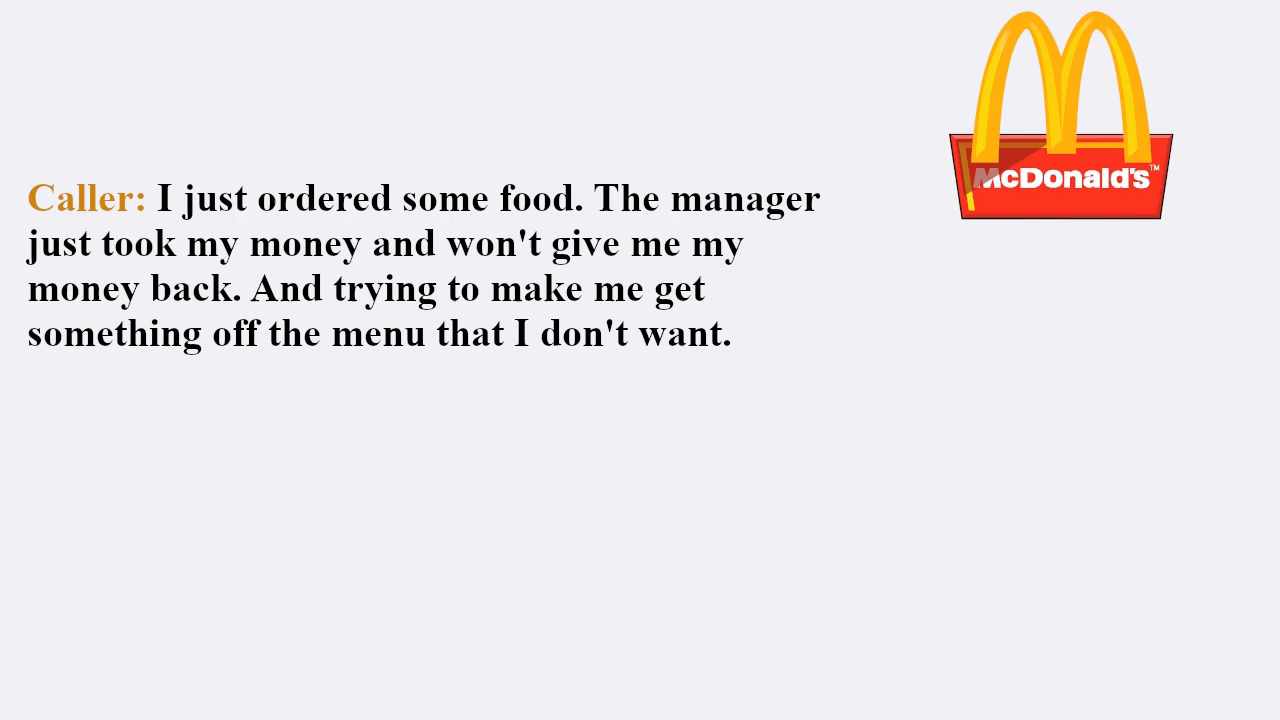 McDonald's™
Caller: I just ordered some food. The manager
just took my money and won't give me my
money back. And trying to make me get
something off the menu that I don't want.